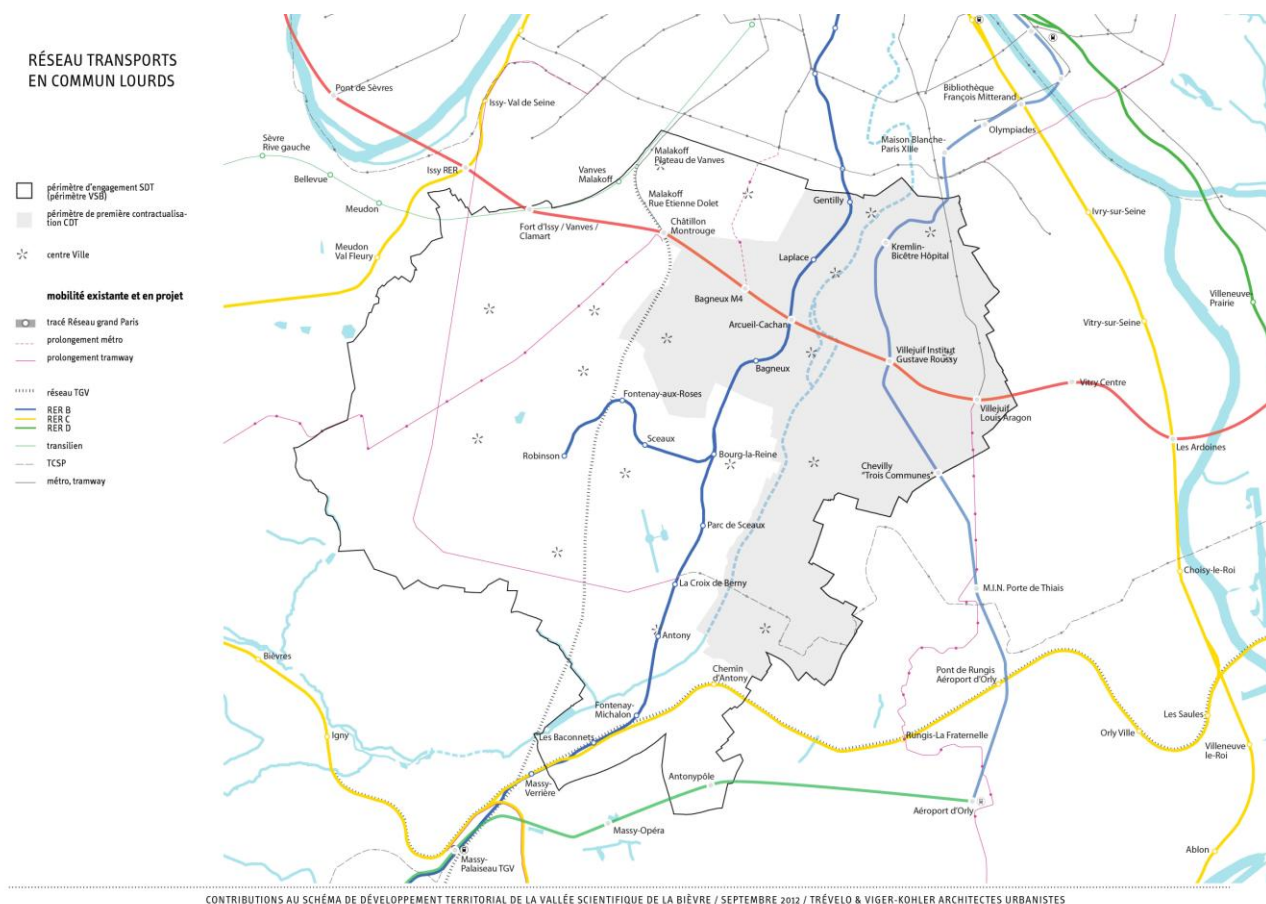 RÉSEAU TRANSPORTS
EN COMMUN LOURDS
périmètre d'engagement SDT
(périmètre VSB)
périmètre de première contractualisa-
tion CDT
centre Ville
mobilité existante et en projet
tracé Réseau grand Paris
prolongement métro
prolongement tramway
réseau TGV
RER B
RER C
RER D
transilien
TCSP
métro, tramway
Pont de Sèvres
Issy- Val de Seine
Bibliothèque
François Mitterand
Olympiades
Maison Blanche-
Paris XIIIe
Sèvre
Rive gauche
Bellevue
Meudon
Issy RER
Vanves
Malakoff
Malakoff
Plateau de Vanves
Malakoff
Rue Etienne Dolet
Châtillon
Montrouge
Fort d'Issy / Vanves /
Clamart
Gentilly
Ivry-sur-Seine
Meudon
Val Fleury
Laplace
Kremlin-
Bicêtre Hôpital
Villeneuve
Prairie
Bagneux M4
Arcueil-Cachan
Vitry-sur-Seine
Villejuif Institut
Gustave Roussy
Bagneux
Vitry Centre
Fontenay-aux-Roses
Villejuif
Louis Aragon
Sceaux
Robinson
Bourg-la-Reine
Les Ardoines
Chevilly
"Trois Communes"
Parc de Sceaux
La Croix de Berny
Choisy-le-Roi
M.I.N. Porte de Thiais
Antony
Bièvres
Chemin
d'Antony
Pont de Rungis
Aéroport d'Orly
Fontenay-
Michalon
Les Saules
Igny
Les Baconnets
Rungis-La Fraternelle
Orly Ville
Villeneuve
le-Roi
Massy-
Verrière
Antonypôle
Aéroport d'Orly
Massy-Opéra
Massy-
Palaiseau TGV
Ablon
CONTRIBUTIONS AU SCHÉMA DE DÉVELOPPEMENT TERRITORIAL DE LA VALLÉE SCIENTIFIQUE DE LA BIÈVRE / SEPTEMBRE 2012 / TRÉVELO & VIGER-KOHLER ARCHITECTES URBANISTES